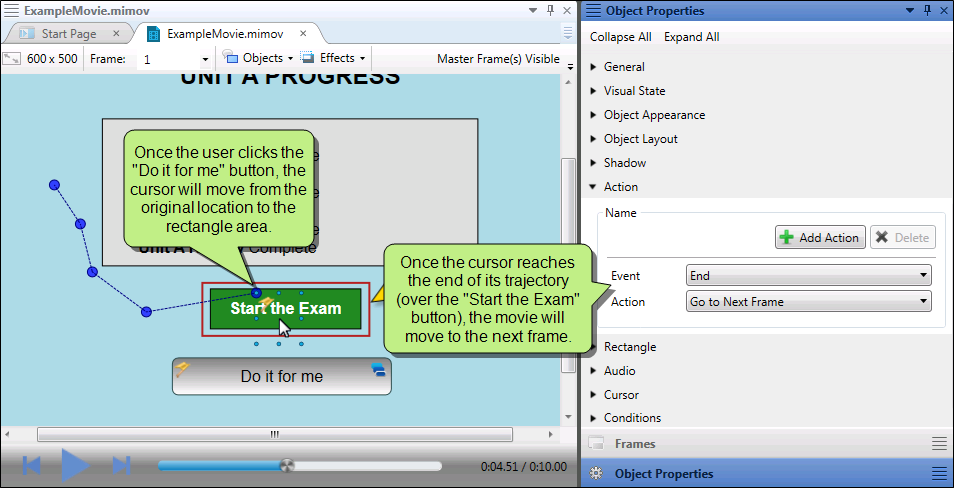 ExampleMovie.mimov
Start Page
ExampleMovie.mimov
600 x 500
Frame:
1
Objects
Effects
Master Frame(s) Visible
UNIT A PROGRESS
Once the user clicks the
"Do it for me" button, the
cursor will move from the
original location to the
rectangle area.
Complete
Start the Exam
Do it for me
Once the cursor reaches
the end of its trajectory
(over the "Start the Exam"
button), the movie will
move to the next frame.
0:04.51 / 0:10.00
Object Properties
Collapse All Expand All
General
Visual State
Object Appearance
Object Layout
Shadow
Action
Name
Add Action
Delete
Event
End
Action
Go to Next Frame
Rectangle
Audio
Cursor
Conditions
Frames
Object Properties